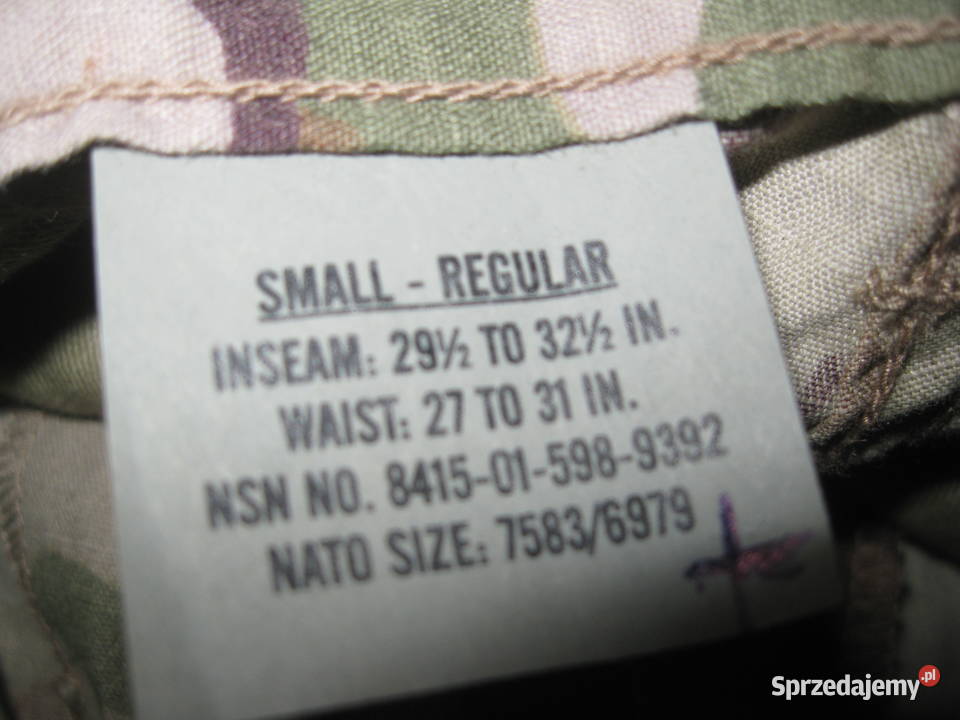 SMALL - REGULAR
INSEAM: 29½ TO 32½ IN.
WAIST: 27 TO 31 IN.
NSN NO. 8415-01-598-9392
NATO SIZE: 7583/6979
Sprzedajemy.pl